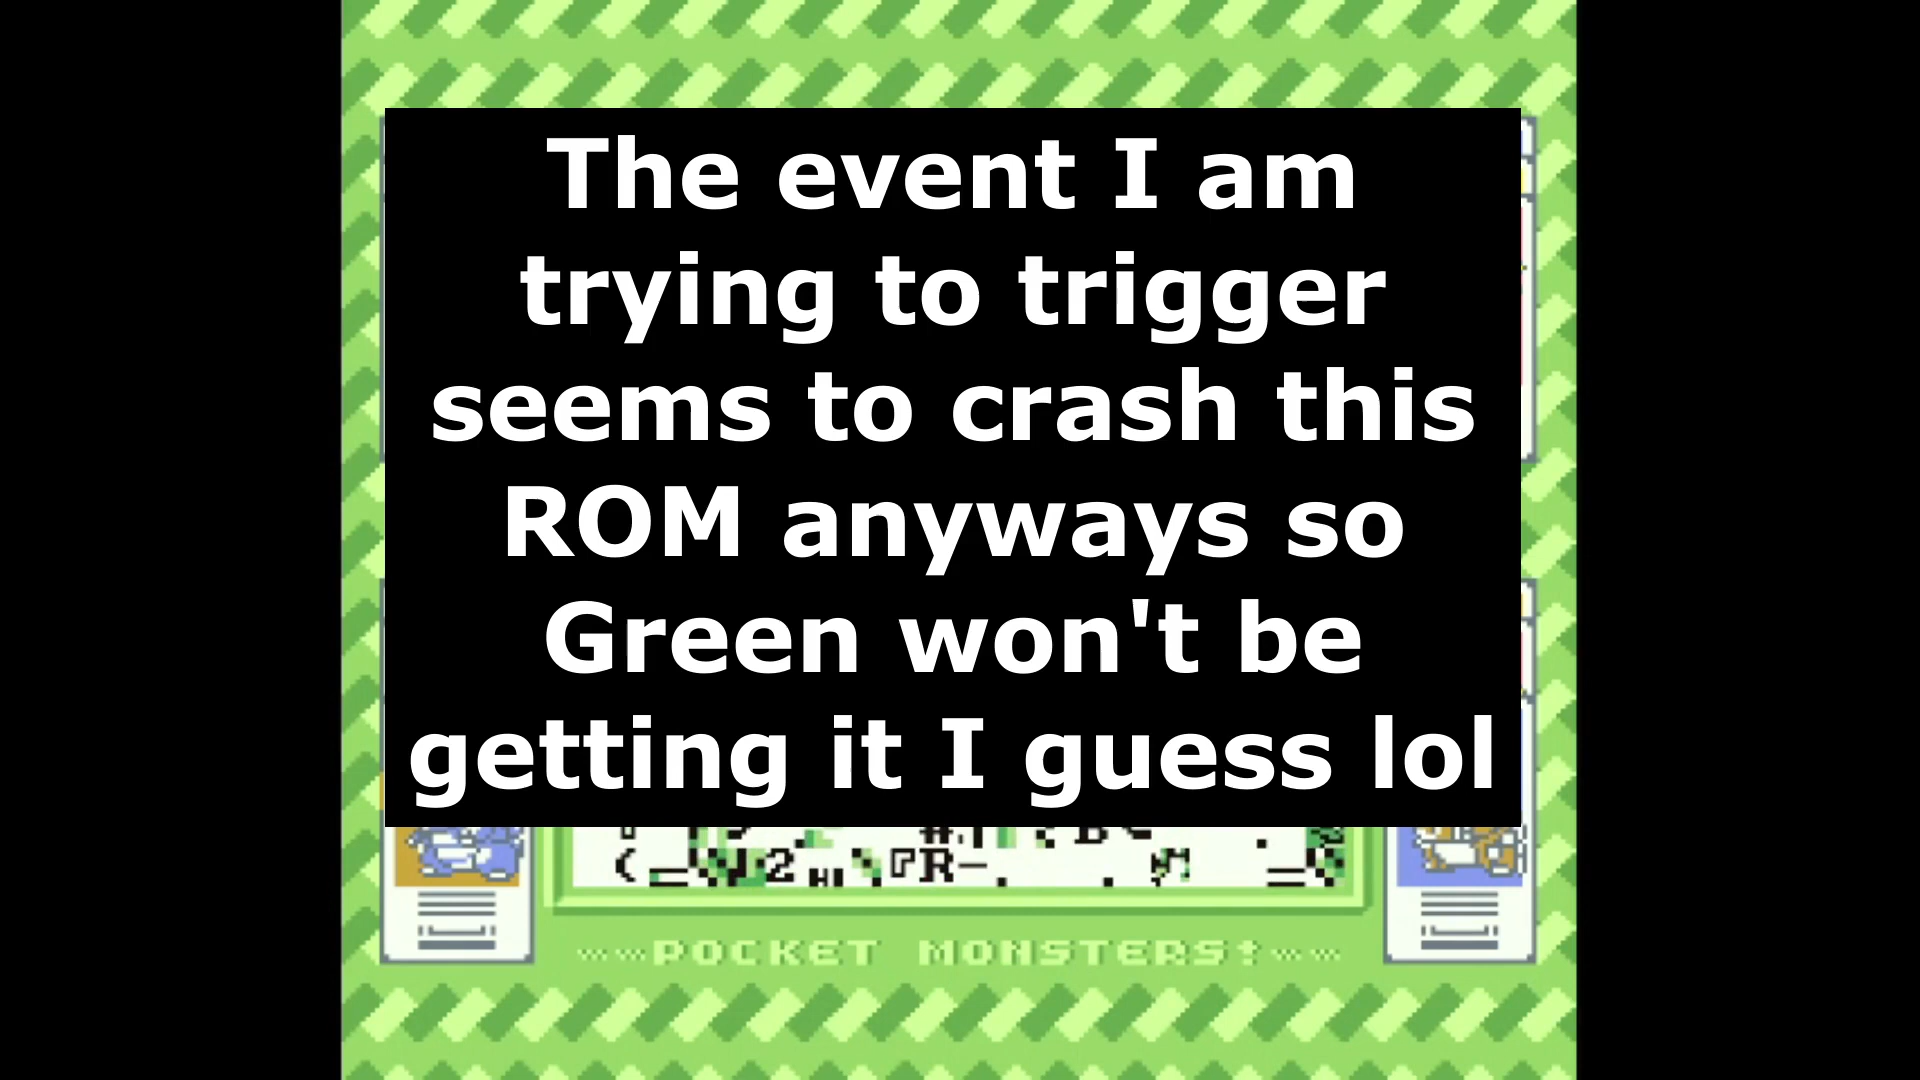 The event I am
trying to trigger
seems to crash this
ROM anyways so
Green won't be
getting it I guess lol
POCKET MONSTERS!